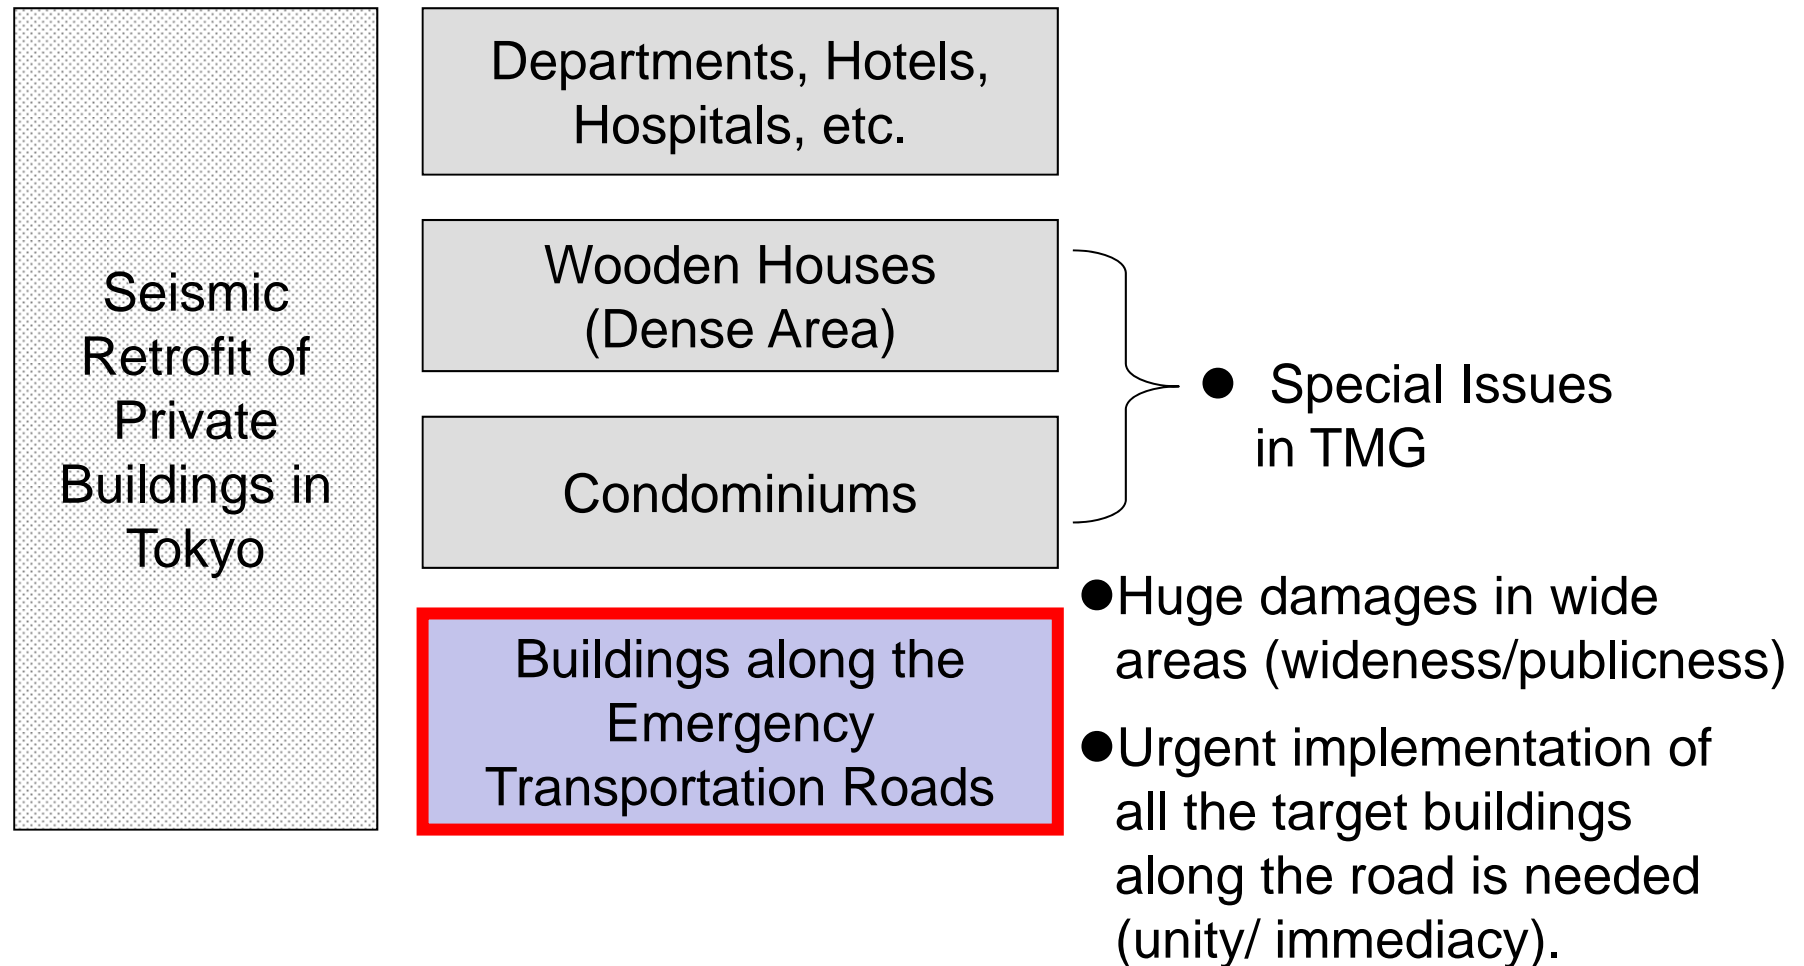 Seismic
Retrofit of
Private
Buildings in
Tokyo
Departments, Hotels,
Hospitals, etc.
Wooden Houses
(Dense Area)
Condominiums
Buildings along the
Emergency
Transportation Roads
● Special Issues
in TMG
●Huge damages in wide
areas (wideness/publicness)
●Urgent implementation of
all the target buildings
along the road is needed
(unity/ immediacy).